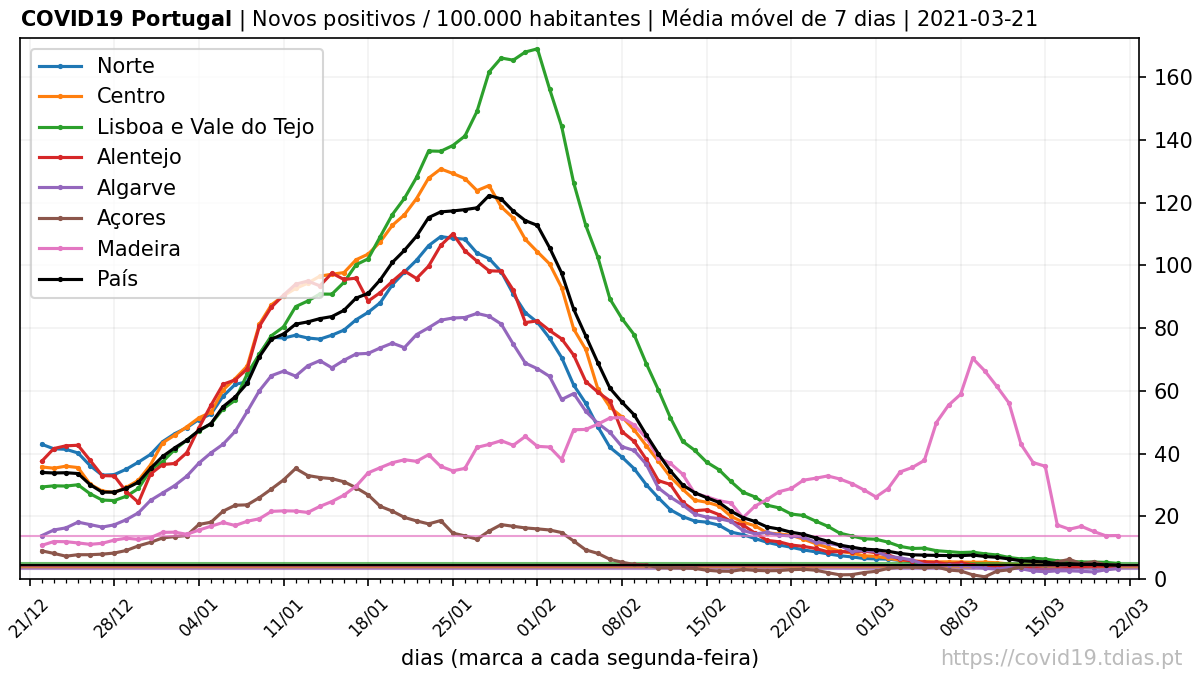 COVID19 Portugal | Novos positivos / 100.000 habitantes | Média móvel de 7 dias | 2021-03-21
Norte
Centro
Lisboa e Vale do Tejo
Alentejo
Algarve
Açores
Madeira
País
160
140
120
100
80
60
40
20
0
21/12
28/12
04/01
11/01
18/01
25/01
01/02
08/02
15/02
22/02
01/03
08/03
15/03
22/03
dias (marca a cada segunda-feira)
https://covid19.tdias.pt